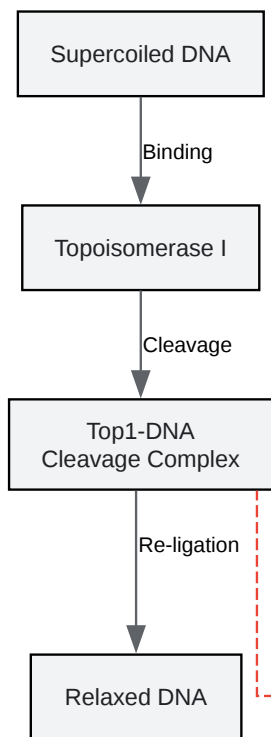 Supercoiled DNA
Binding
Topoisomerase I
Cleavage
Top1-DNA
Cleavage Complex
Re-ligation
Relaxed DNA